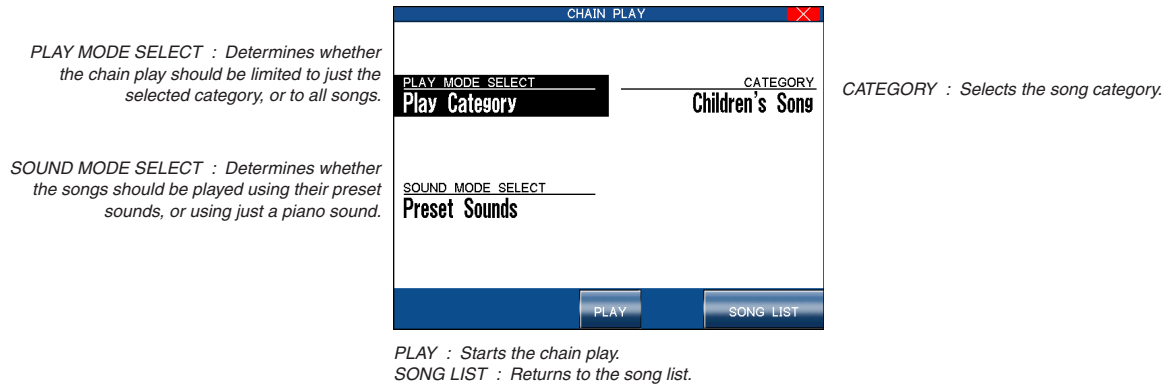 CHAIN PLAY
PLAY MODE SELECT : Determines whether
the chain play should be limited to just the
selected category, or to all songs.
PLAY MODE SELECT
Play Category
CATEGORY
Children's Song
CATEGORY : Selects the song category.
SOUND MODE SELECT : Determines whether
the songs should be played using their preset
sounds, or using just a piano sound.
SOUND MODE SELECT
Preset Sounds
PLAY
SONG LIST
PLAY : Starts the chain play.
SONG LIST : Returns to the song list.